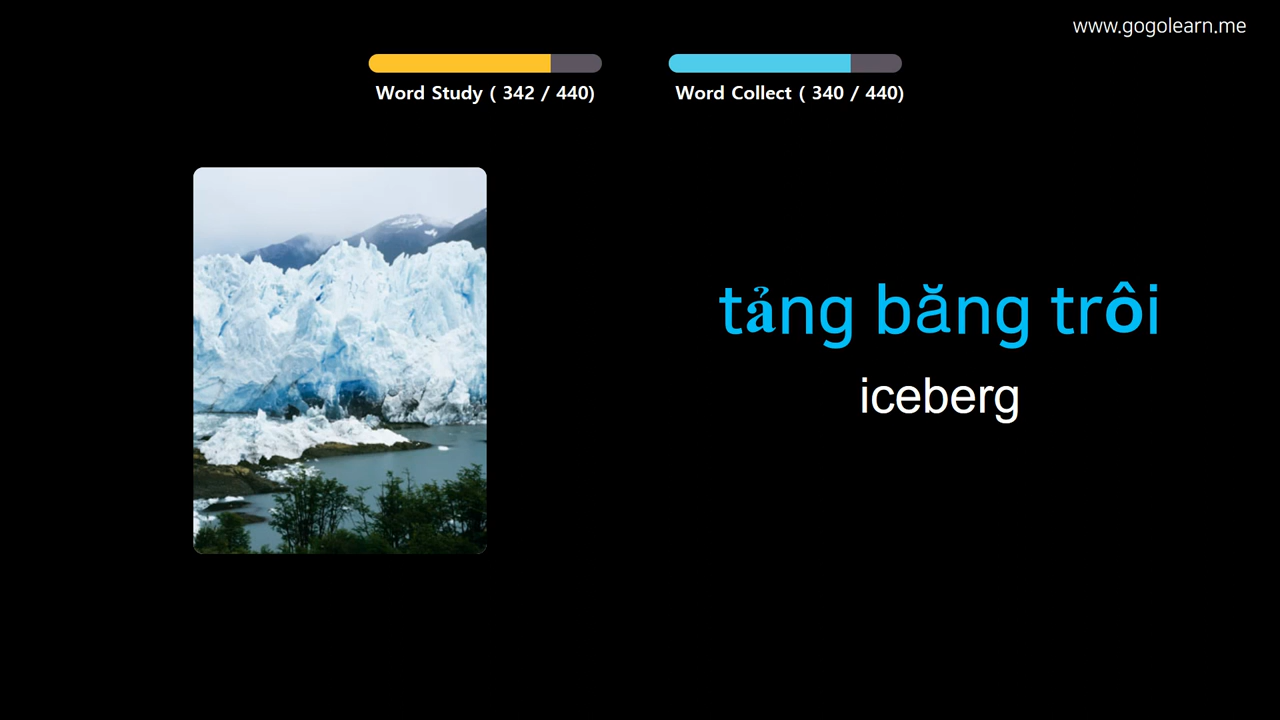 www.gogolearn.me
Word Study ( 342 / 440)
Word Collect ( 340 / 440)
tảng băng trôi
iceberg